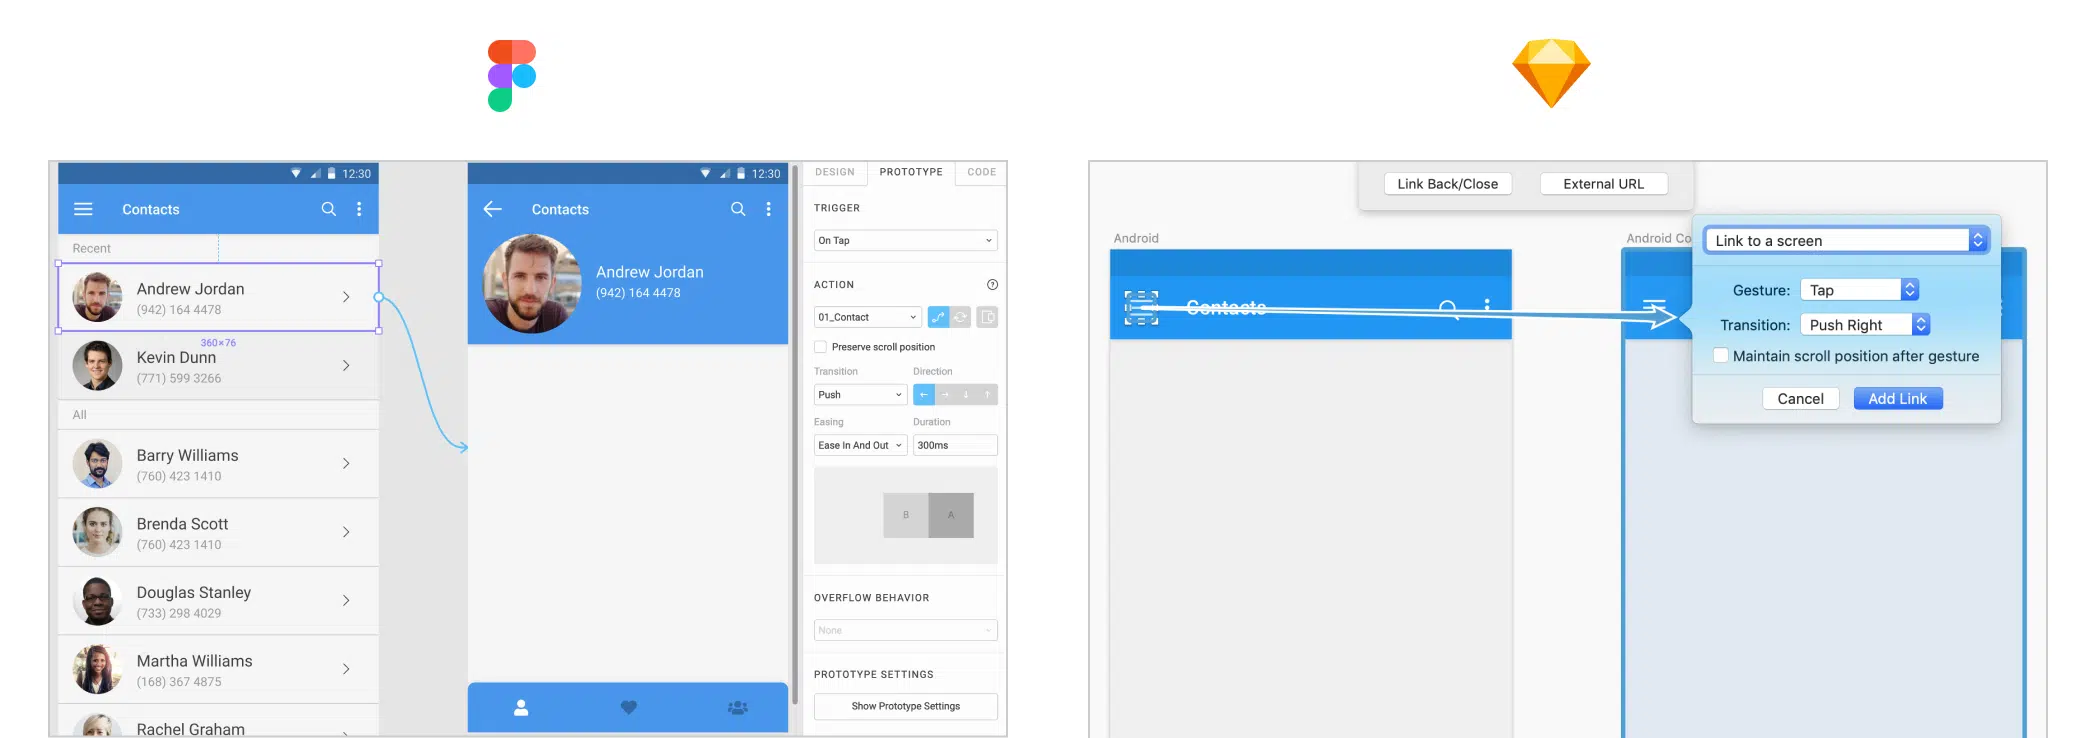 12:30
Contacts
Recent
Andrew Jordan
(942) 164 4478
360×76
Kevin Dunn
(771) 599 3266
All
Barry Williams
(760) 423 1410
Brenda Scott
(760) 423 1410
Douglas Stanley
(733) 298 4029
Martha Williams
(168) 367 4875
Rachel Graham
12:30
Contacts
Andrew Jordan
(942) 164 4478
DESIGN PROTOTYPE CODE
TRIGGER
On Tap
ACTION
01_Contact
Preserve scroll position
Transition Direction
Push
Easing Duration
Ease In And Out 300ms
B A
OVERFLOW BEHAVIOR
None
PROTOTYPE SETTINGS
Show Prototype Settings
Link Back/Close External URL
Android
Contacts
Android Co
Link to a screen
Gesture: Tap
Transition: Push Right
Maintain scroll position after gesture
Cancel Add Link